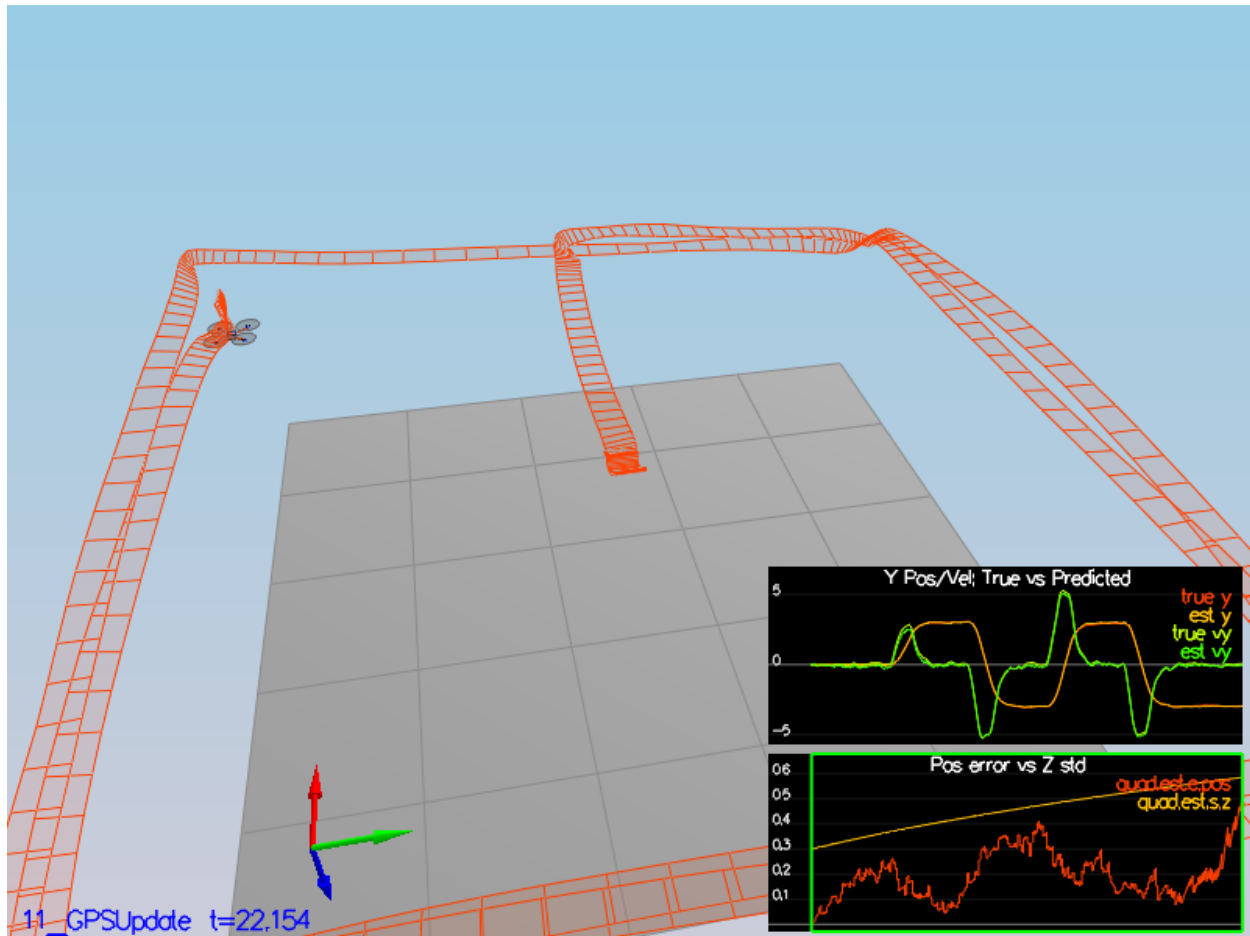 Y Pos/Vel; True vs Predicted
5
true y
est y
true vy
est vy
0
-5
Pos error vs Z std
0.6
quad.est.e.pos
0.5
quad.est.s.z
0.4
0.3
0.2
0.1
11_GPSUpdate t=22.154